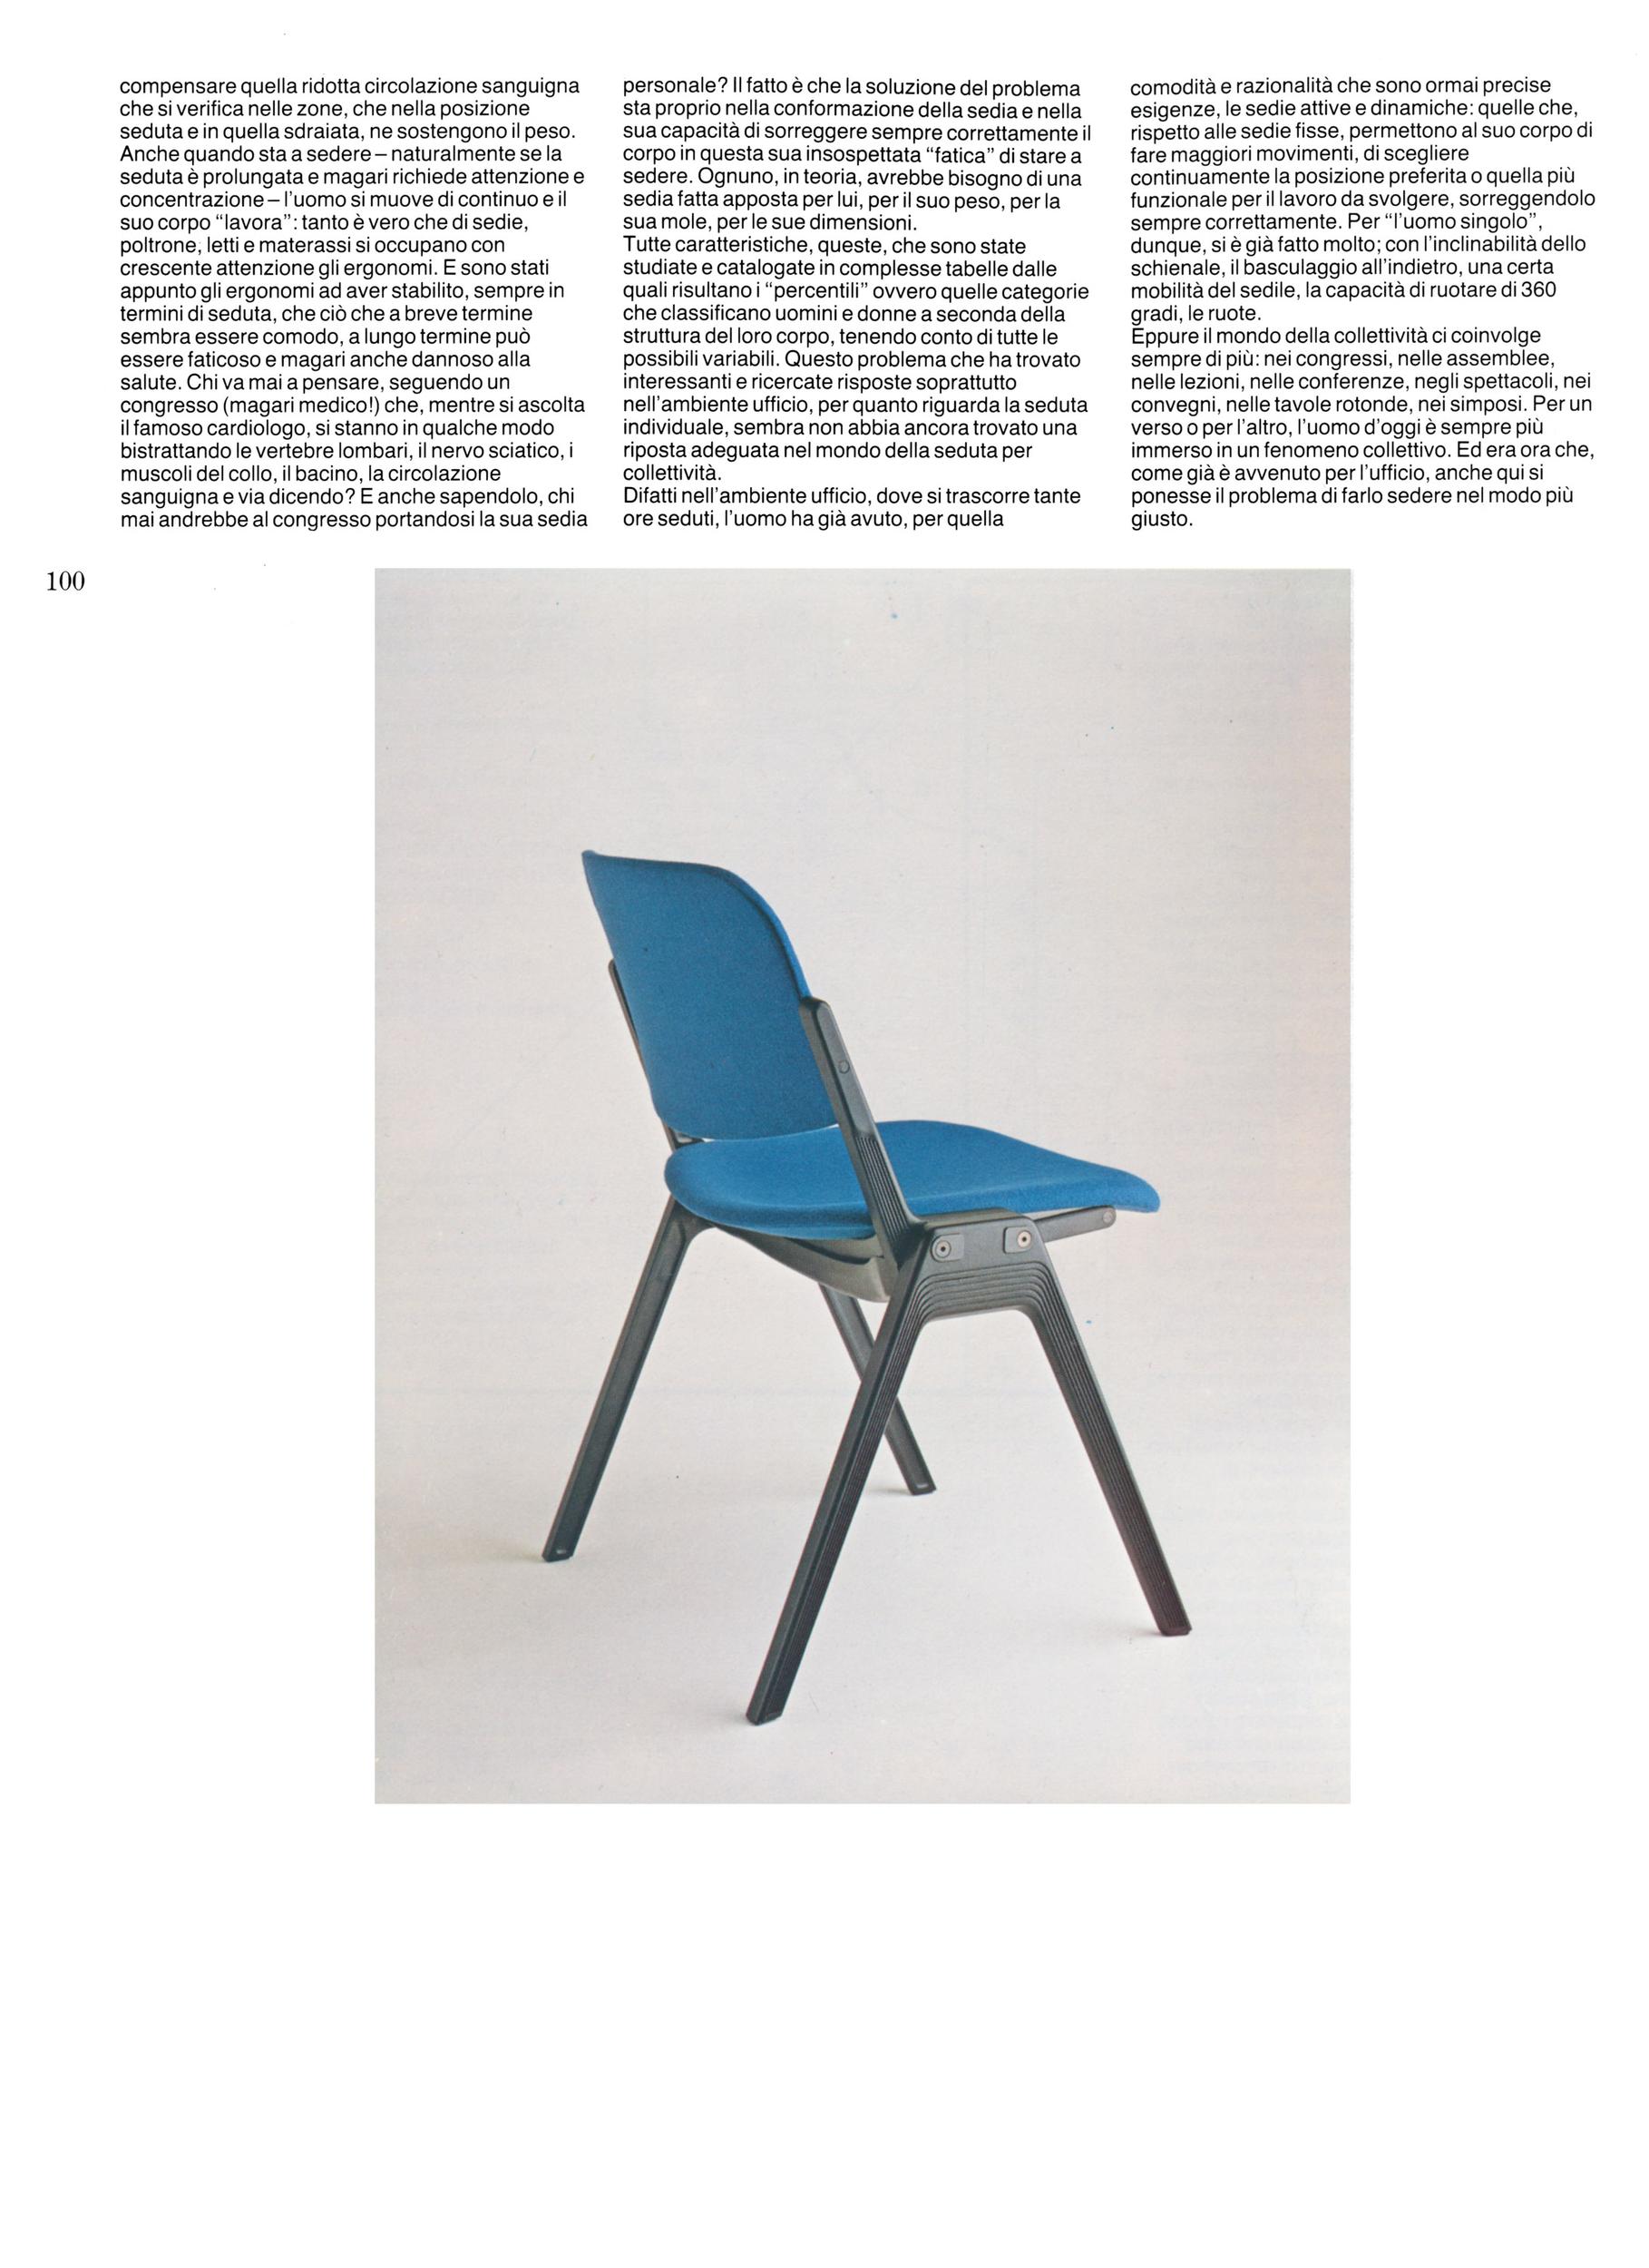 compensare quella ridotta circolazione sanguigna
che si verifica nelle zone, che nella posizione
seduta e in quella sdraiata, ne sostengono il peso.
Anche quando sta a sedere – naturalmente se la
seduta è prolungata e magari richiede attenzione e
concentrazione – l'uomo si muove di continuo e il
suo corpo “lavora”: tanto è vero che di sedie,
poltrone, letti e materassi si occupano con
crescente attenzione gli ergonomi. E sono stati
appunto gli ergonomi ad aver stabilito, sempre in
termini di seduta, che ciò che a breve termine
sembra essere comodo, a lungo termine può
essere faticoso e magari anche dannoso alla
salute. Chi va mai a pensare, seguendo un
congresso (magari medico!) che, mentre si ascolta
il famoso cardiologo, si stanno in qualche modo
bistrattando le vertebre lombari, il nervo sciatico, i
muscoli del collo, il bacino, la circolazione
sanguigna e via dicendo? E anche sapendolo, chi
mai andrebbe al congresso portandosi la sua sedia
personale? Il fatto è che la soluzione del problema
sta proprio nella conformazione della sedia e nella
sua capacità di sorreggere sempre correttamente il
corpo in questa sua insospettata “fatica” di stare a
sedere. Ognuno, in teoria, avrebbe bisogno di una
sedia fatta apposta per lui, per il suo peso, per la
sua mole, per le sue dimensioni.
Tutte caratteristiche, queste, che sono state
studiate e catalogate in complesse tabelle dalle
quali risultano i “percentili” ovvero quelle categorie
che classificano uomini e donne a seconda della
struttura del loro corpo, tenendo conto di tutte le
possibili variabili. Questo problema che ha trovato
interessanti e ricercate risposte soprattutto
nell'ambiente ufficio, per quanto riguarda la seduta
individuale, sembra non abbia ancora trovato una
riposta adeguata nel mondo della seduta per
collettività.
Difatti nell'ambiente ufficio, dove si trascorre tante
ore seduti, l'uomo ha già avuto, per quella
comodità e razionalità che sono ormai precise
esigenze, le sedie attive e dinamiche: quelle che,
rispetto alle sedie fisse, permettono al suo corpo di
fare maggiori movimenti, di scegliere
continuamente la posizione preferita o quella più
funzionale per il lavoro da svolgere, sorreggendolo
sempre correttamente. Per “l'uomo singolo”,
dunque, si è già fatto molto; con l'inclinabilità dello
schienale, il basculaggio all'indietro, una certa
mobilità del sedile, la capacità di ruotare di 360
gradi, le ruote.
Eppure il mondo della collettività ci coinvolge
sempre di più: nei congressi, nelle assemblee,
nelle lezioni, nelle conferenze, negli spettacoli, nei
convegni, nelle tavole rotonde, nei simposi. Per un
verso o per l'altro, l'uomo d'oggi è sempre più
immerso in un fenomeno collettivo. Ed era ora che,
come già è avvenuto per l'ufficio, anche qui si
ponesse il problema di farlo sedere nel modo più
giusto.
100